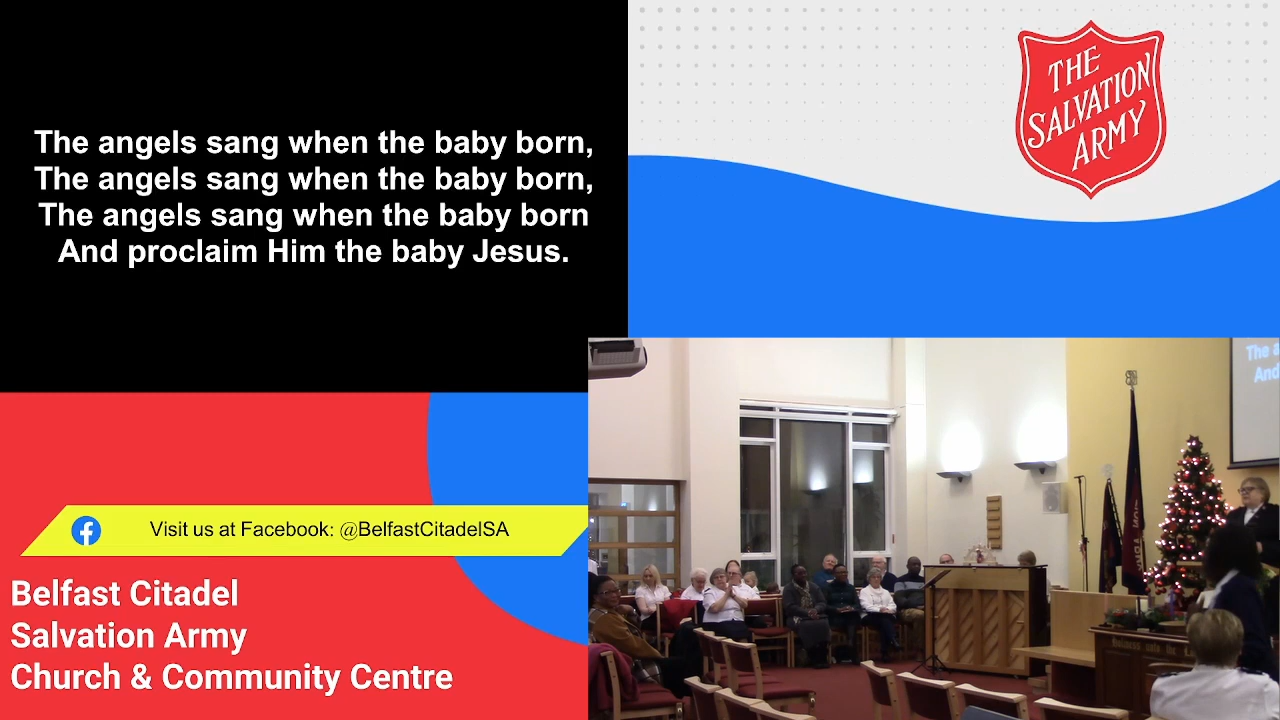 The angels sang when the baby born,
The angels sang when the baby born,
The angels sang when the baby born
And proclaim Him the baby Jesus.
THE
SALVATION
ARMY
The a
And
Visit us at Facebook: @BelfastCitadelSA
Belfast Citadel
Salvation Army
Church & Community Centre